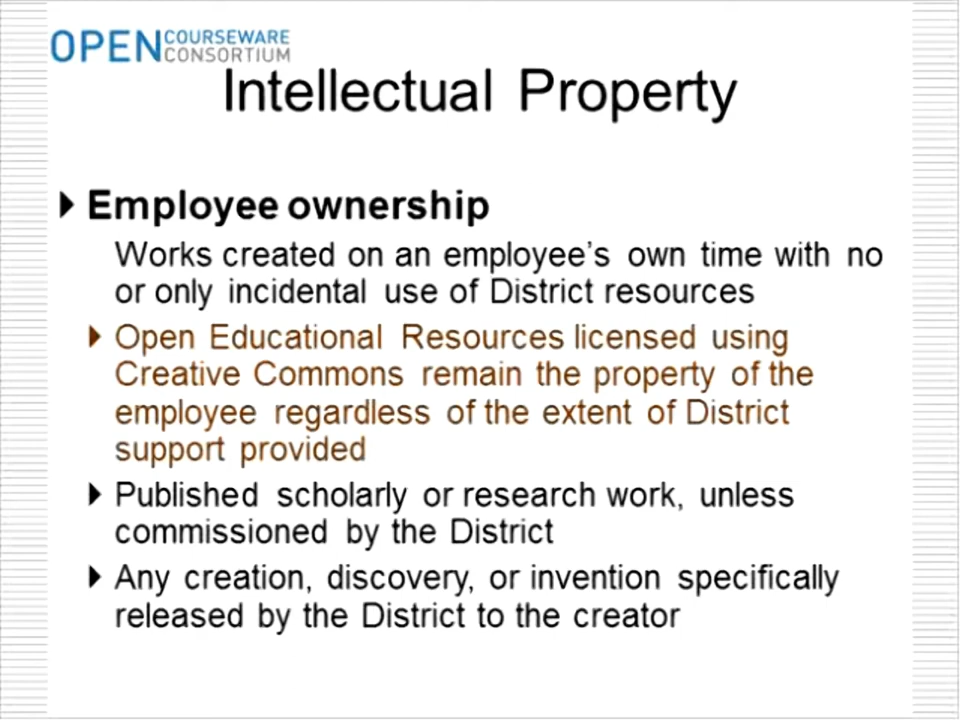 OPEN COURSEWARE CONSORTIUM
Intellectual Property
Employee ownership
Works created on an employee's own time with no
or only incidental use of District resources
Open Educational Resources licensed using
Creative Commons remain the property of the
employee regardless of the extent of District
support provided
Published scholarly or research work, unless
commissioned by the District
Any creation, discovery, or invention specifically
released by the District to the creator